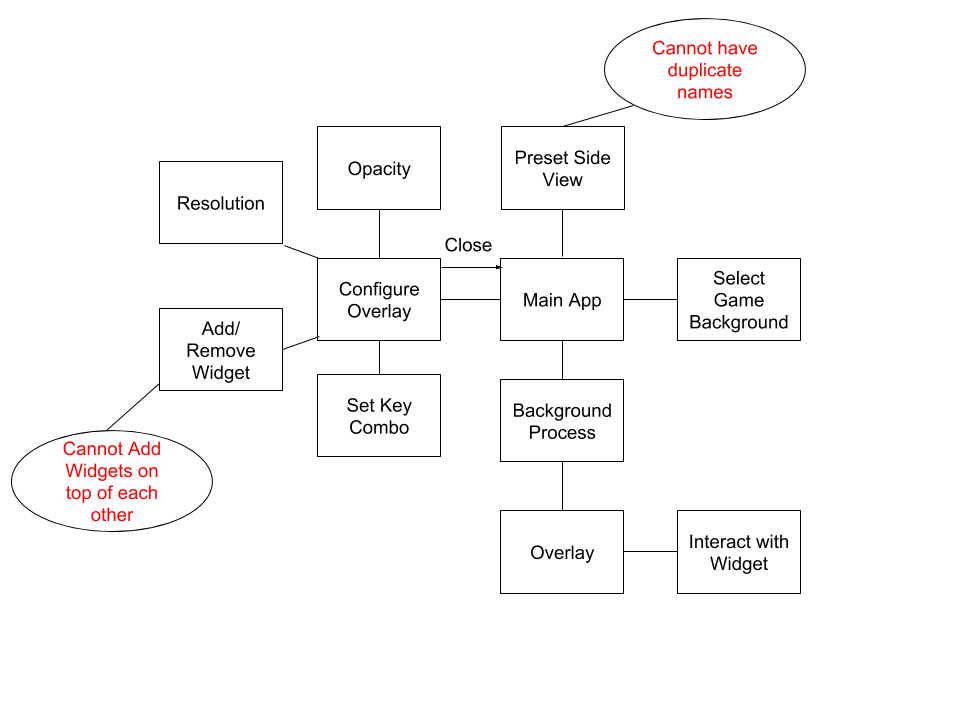 Cannot have
duplicate
names
Opacity
Preset Side
View
Resolution
Close
Configure
Overlay
Main App
Select
Game
Background
Add/
Remove
Widget
Set Key
Combo
Background
Process
Cannot Add
Widgets on
top of each
other
Overlay
Interact with
Widget